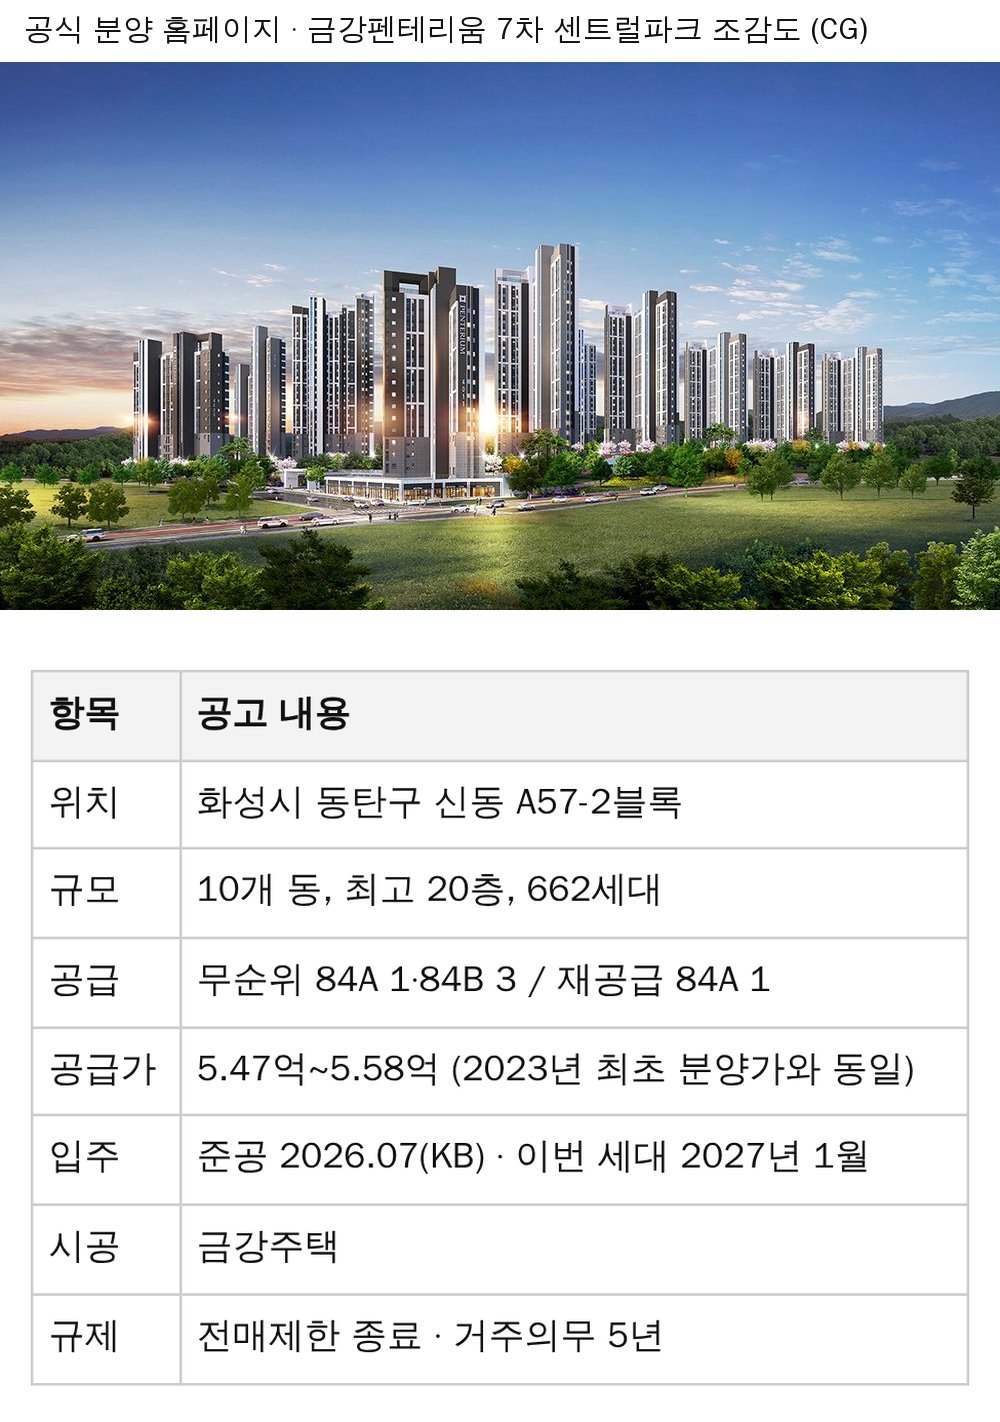 공식 분양 홈페이지 · 금강펜테리움 7차 센트럴파크 조감도 (CG)
PENTERIUM
항목 공고 내용
위치 화성시 동탄구 신동 A57-2블록
규모 10개 동, 최고 20층, 662세대
공급 무순위 84A 1·84B 3 / 재공급 84A 1
공급가 5.47억~5.58억 (2023년 최초 분양가와 동일)
입주 준공 2026.07(KB) · 이번 세대 2027년 1월
시공 금강주택
규제 전매제한 종료 · 거주의무 5년